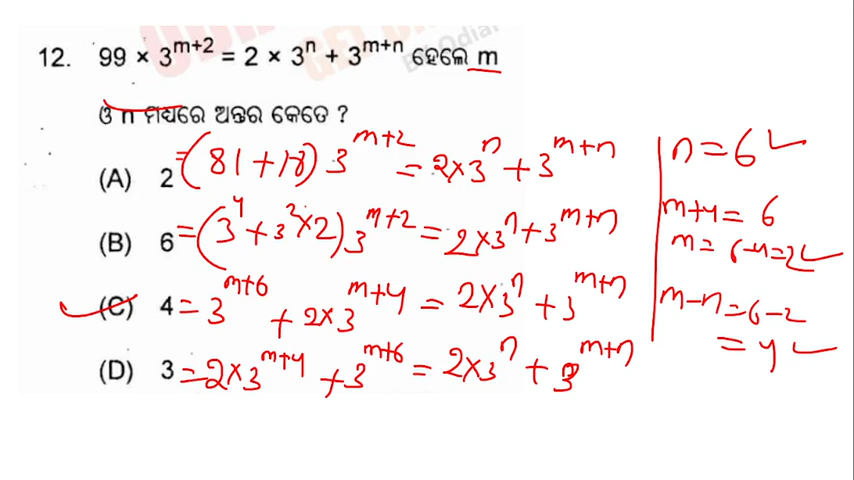 12. 99 × 3^{m+2} = 2 × 3^n + 3^{m+n} ହେଲେ m
ଓ n ମଧ୍ୟରେ ଅନ୍ତର କେତେ ?
(A) 2
(B) 6
(C) 4
(D) 3
= (81 + 18) 3^{m+2} = 2×3^n + 3^{m+n}
= (3^4 + 3^2×2) 3^{m+2} = 2×3^n + 3^{m+n}
= 3^{m+6} + 2×3^{m+4} = 2×3^n + 3^{m+n}
= 2×3^{m+4} + 3^{m+6} = 2×3^n + 3^{m+n}
n = 6
m+4 = 6
m = 6-4 = 2
m-n = 6-2
= 4